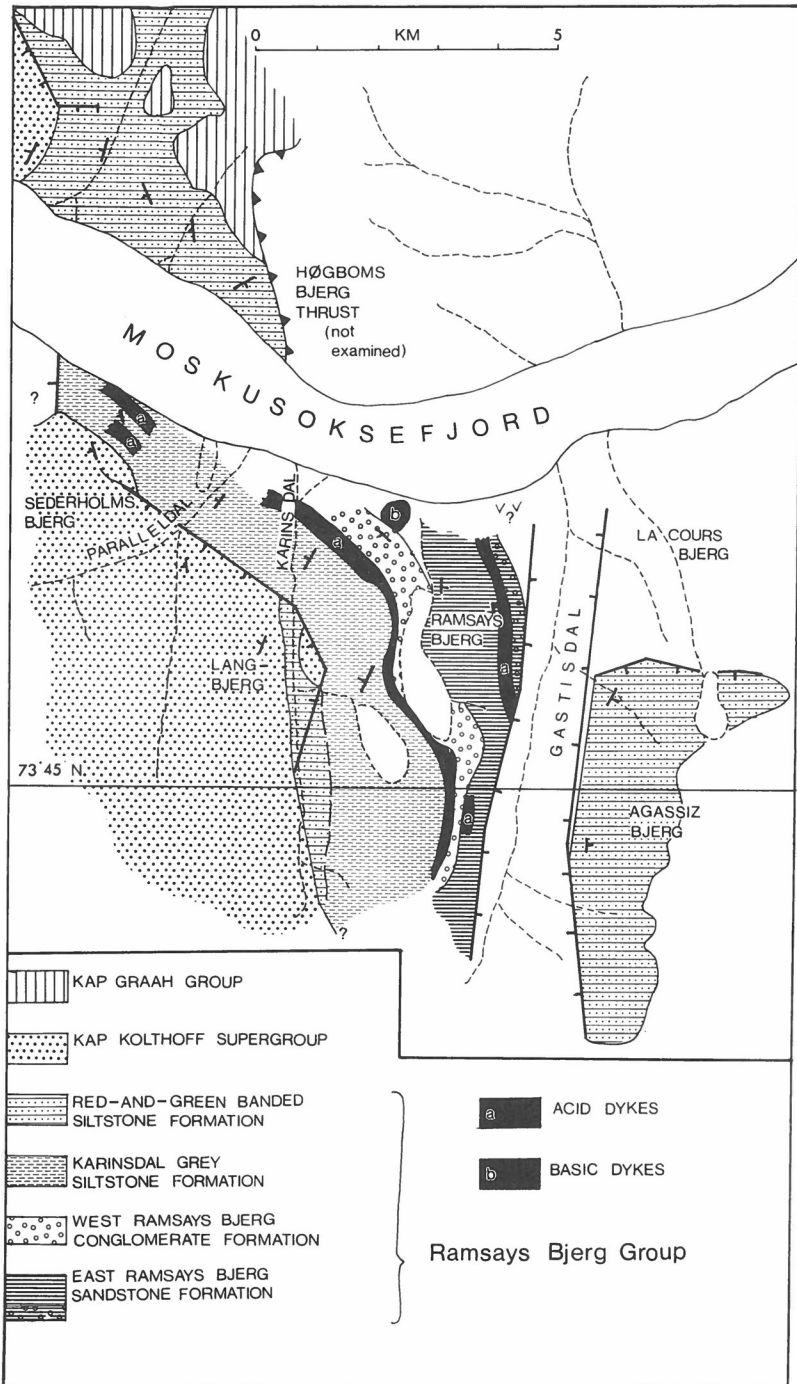 0 KM 5
HØGBOMS
BJERG
THRUST
(not
examined)
MOSKUSOKSEFJORD
?
a
a
SEDERHOLMS
BJERG
PARALLELDAL
KARINSDAL
a
b
?
LA COURS
BJERG
RAMSAYS
BJERG
a
LANG-
BJERG
GASTISDAL
73°45 N.
a
AGASSIZ
BJERG
?
KAP GRAAH GROUP
KAP KOLTHOFF SUPERGROUP
RED-AND-GREEN BANDED
SILTSTONE FORMATION
KARINSDAL GREY
SILTSTONE FORMATION
WEST RAMSAYS BJERG
CONGLOMERATE FORMATION
EAST RAMSAYS BJERG
SANDSTONE FORMATION
a ACID DYKES
b BASIC DYKES
Ramsays Bjerg Group